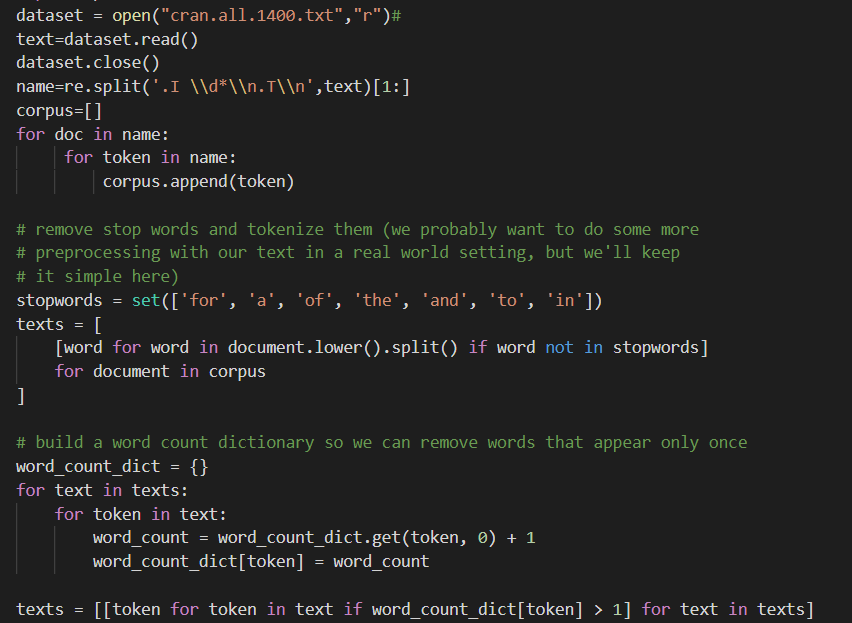 dataset = open("cran.all.1400.txt","r")#
text=dataset.read()
dataset.close()
name=re.split('.I \\d*\\n.T\\n',text)[1:]
corpus=[]
for doc in name:
     for token in name:
         corpus.append(token)

# remove stop words and tokenize them (we probably want to do some more
# preprocessing with our text in a real world setting, but we'll keep
# it simple here)
stopwords = set(['for', 'a', 'of', 'the', 'and', 'to', 'in'])
texts = [
    [word for word in document.lower().split() if word not in stopwords]
    for document in corpus
]

# build a word count dictionary so we can remove words that appear only once
word_count_dict = {}
for text in texts:
    for token in text:
        word_count = word_count_dict.get(token, 0) + 1
        word_count_dict[token] = word_count

texts = [[token for token in text if word_count_dict[token] > 1] for text in texts]